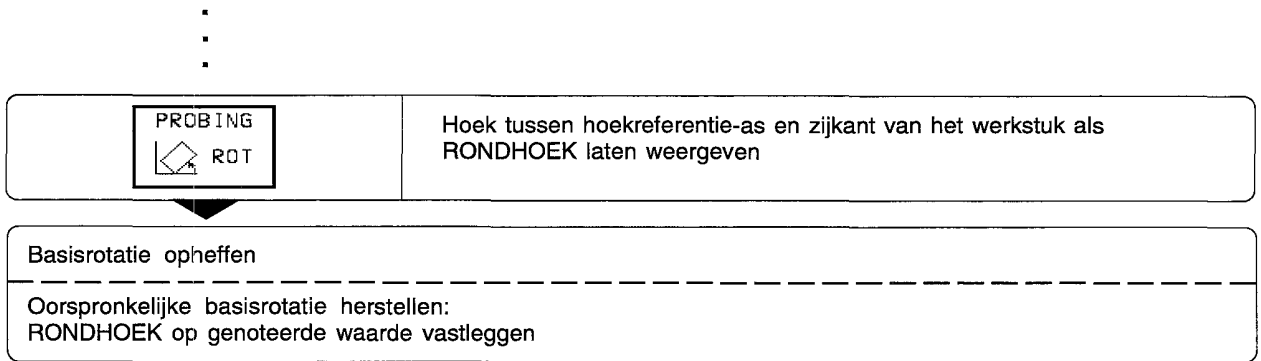 PROBING
ROT
Hoek tussen hoekreferentie-as en zijkant van het werkstuk als
RONDHOEK laten weergeven
Basisrotatie opheffen
Oorspronkelijke basisrotatie herstellen:
RONDHOEK op genoteerde waarde vastleggen